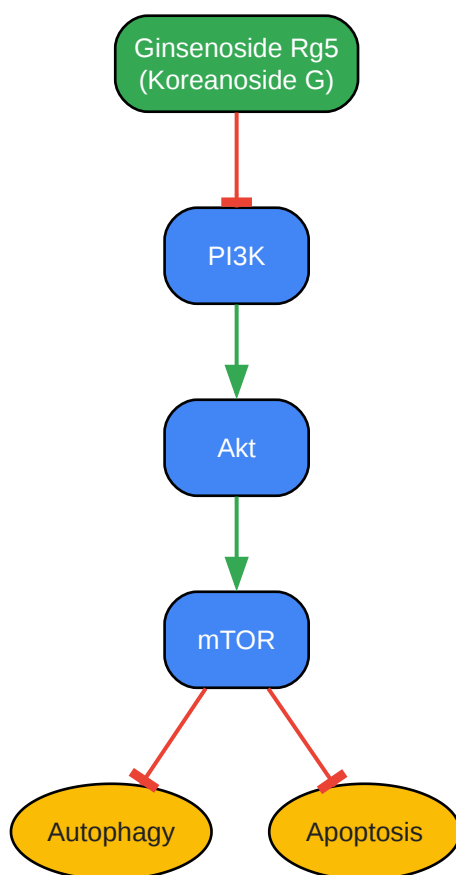 Ginsenoside Rg5
(Koreanoside G)
PI3K
Akt
mTOR
Autophagy
Apoptosis